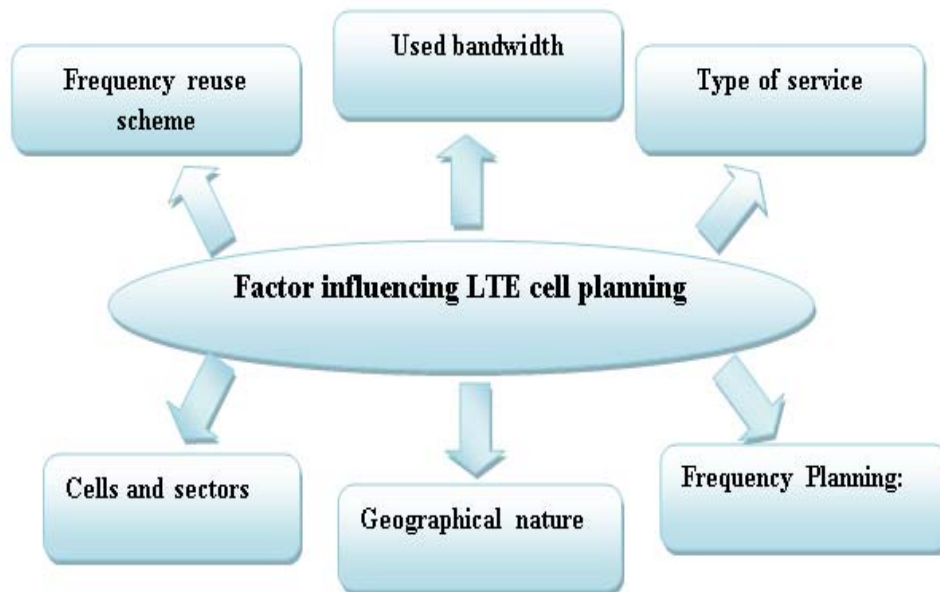 Used bandwidth
Frequency reuse
scheme
Type of service
Factor influencing LTE cell planning
Cells and sectors
Geographical nature
Frequency Planning: